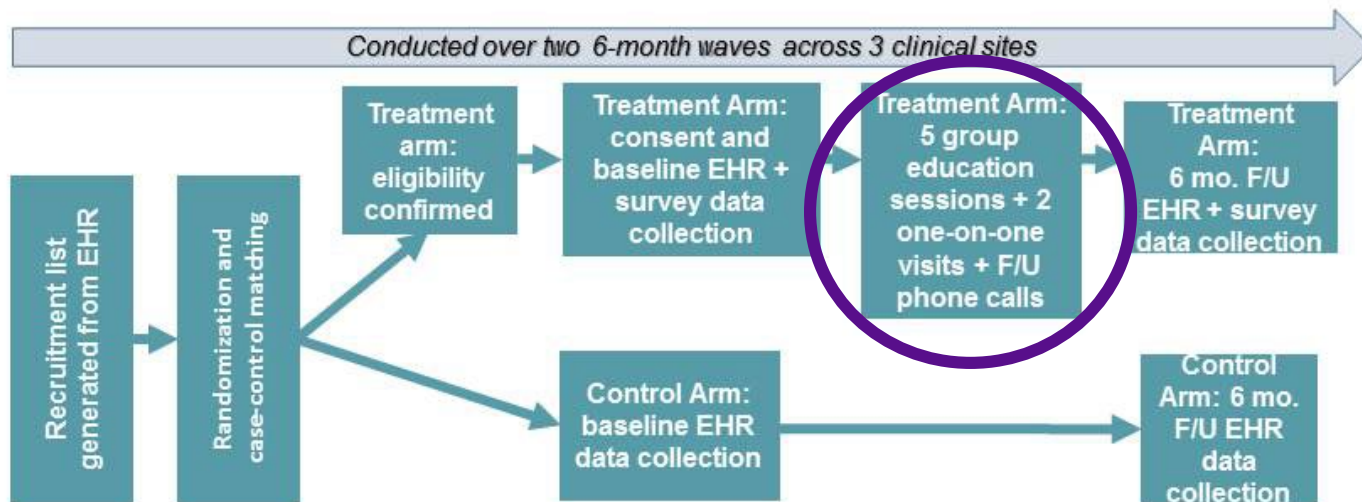 Conducted over two 6-month waves across 3 clinical sites
Recruitment list
generated from EHR
Randomization and
case-control matching
Treatment
arm:
eligibility
confirmed
Treatment Arm:
consent and
baseline EHR +
survey data
collection
Treatment Arm:
5 group
education
sessions + 2
one-on-one
visits + F/U
phone calls
Treatment
Arm:
6 mo. F/U
EHR + survey
data collection
Control Arm:
baseline EHR
data collection
Control
Arm: 6 mo.
F/U EHR
data
collection